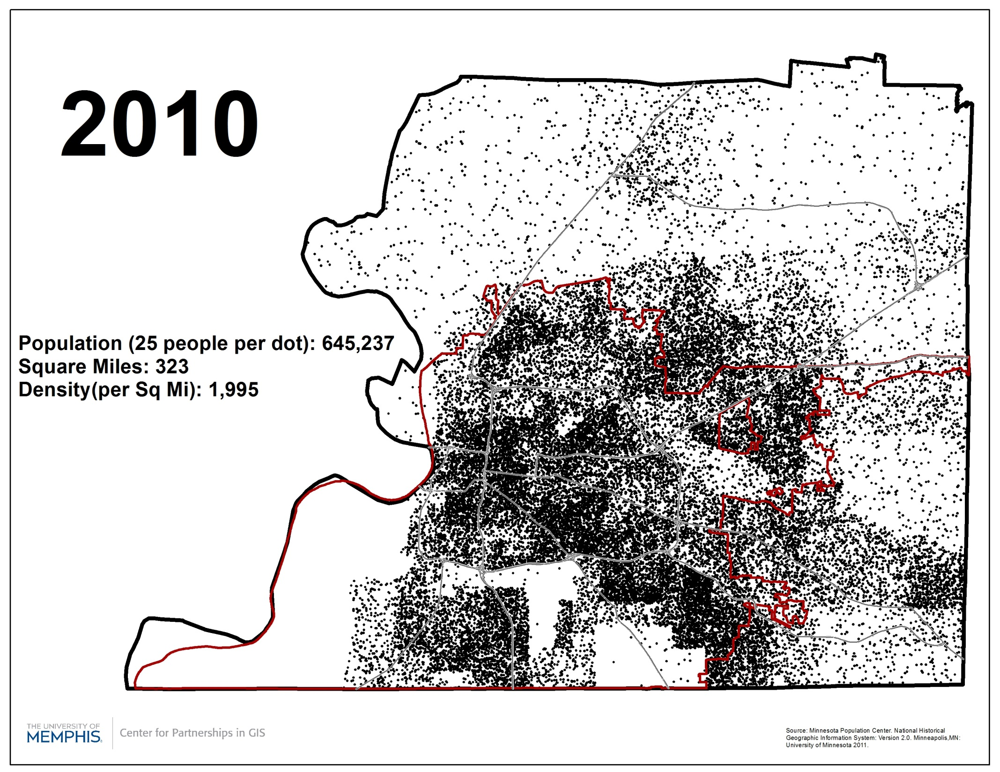 2010
Population (25 people per dot): 645,237
Square Miles: 323
Density(per Sq Mi): 1,995
THE UNIVERSITY OF
MEMPHIS®
Center for Partnerships in GIS
Source: Minnesota Population Center. National Historical
Geographic Information System: Version 2.0. Minneapolis,MN:
University of Minnesota 2011.